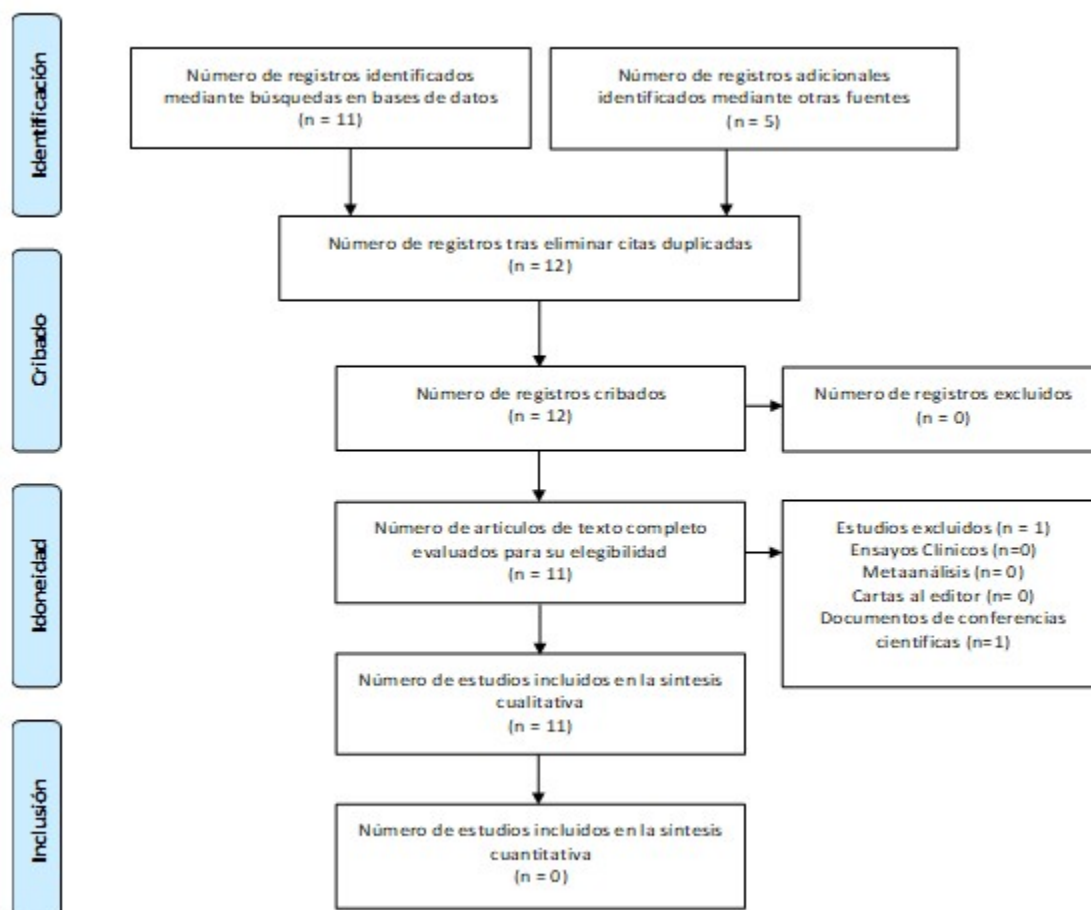 Identificación
Número de registros identificados
mediante búsquedas en bases de datos
(n = 11)
Número de registros adicionales
identificados mediante otras fuentes
(n = 5)
Número de registros tras eliminar citas duplicadas
(n = 12)
Cribado
Número de registros cribados
(n = 12)
Número de registros excluidos
(n = 0)
Idoneidad
Número de artículos de texto completo
evaluados para su elegibilidad
(n = 11)
Estudios excluidos (n = 1)
Ensayos Clínicos (n=0)
Metaanálisis (n= 0)
Cartas al editor (n= 0)
Documentos de conferencias
científicas (n=1)
Número de estudios incluidos en la síntesis
cualitativa
(n = 11)
Inclusión
Número de estudios incluidos en la síntesis
cuantitativa
(n = 0)